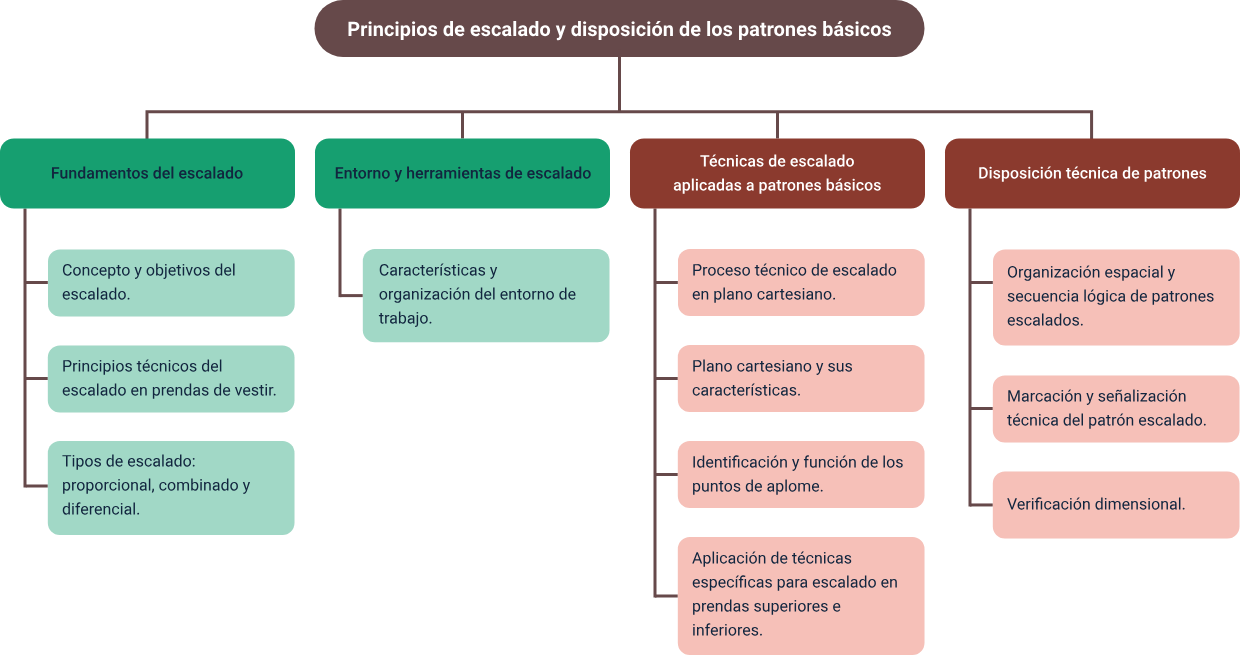 Principios de escalado y disposición de los patrones básicos
Fundamentos del escalado
Concepto y objetivos del
escalado.
Principios técnicos del
escalado en prendas de vestir.
Tipos de escalado:
proporcional, combinado y
diferencial.
Entorno y herramientas de escalado
Características y
organización del entorno de
trabajo.
Técnicas de escalado
aplicadas a patrones básicos
Proceso técnico de escalado
en plano cartesiano.
Plano cartesiano y sus
características.
Identificación y función de los
puntos de aplome.
Aplicación de técnicas
específicas para escalado en
prendas superiores e
inferiores.
Disposición técnica de patrones
Organización espacial y
secuencia lógica de patrones
escalados.
Marcación y señalización
técnica del patrón escalado.
Verificación dimensional.